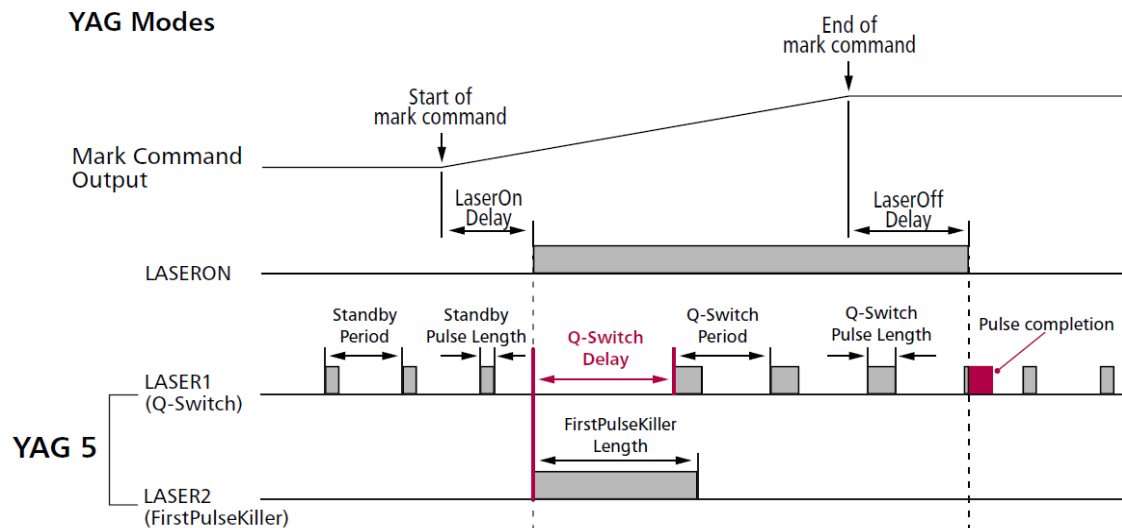 YAG Modes
End of
mark command
Start of
mark command
Mark Command
Output
LaserOn
Delay
LaserOff
Delay
LASERON
Standby
Period
Standby
Pulse Length
Q-Switch
Delay
Q-Switch
Period
Q-Switch
Pulse Length
Pulse completion
LASER1
(Q-Switch)
YAG 5
FirstPulseKiller
Length
LASER2
(FirstPulseKiller)